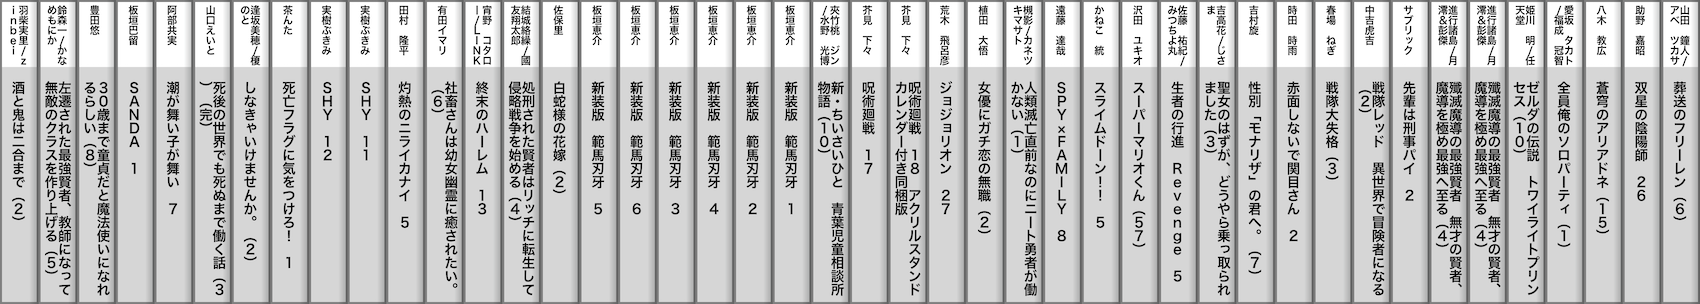 山田 鐘人/
アベ ツカサ
葬送のフリーレン (6)
助野 嘉昭
双星の陰陽師 26
八木 教広
蒼穹のアリアドネ (15)
愛坂 タカト
/福成 冠智
全員俺のソロパーティ (1)
姫川 明/任
天堂
ゼルダの伝説 トワイライトプリン
セス (10)
進行諸島/月
澪&彭傑
殲滅魔導の最強賢者 無才の賢者、
魔導を極め最強へ至る (4)
進行諸島/月
澪&彭傑
殲滅魔導の最強賢者 無才の賢者、
魔導を極め最強へ至る (4)
サブリック
先輩は刑事パイ 2
中吉虎吉
戦隊レッド 異世界で冒険者になる
(2)
春場 ねぎ
戦隊大失格 (3)
時田 時雨
赤面しないで関目さん 2
吉村旋
性別「モナリザ」の君へ。 (7)
吉高花/じさ
ま
聖女のはずが、どうやら乗っ取られ
ました (3)
佐藤 祐紀/
みつちよ丸
生者の行進 Revenge 5
沢田 ユキオ
スーパーマリオくん (57)
かねこ 統
スライムドーン!! 5
遠藤 達哉
SPY×FAMILY 8
槻影/カネツ
キマサト
人類滅亡直前なのにニート勇者が働
かない (1)
植田 大悟
女優にガチ恋の無職 (2)
荒木 飛呂彦
ジョジョリオン 27
芥見 下々
呪術廻戦 18 アクリルスタンド
カレンダー付き同梱版
芥見 下々
呪術廻戦 17
夾竹桃 ジン
/水野 光博
新・ちいさいひと 青葉児童相談所
物語 (10)
板垣恵介
新装版 範馬刃牙 1
板垣恵介
新装版 範馬刃牙 2
板垣恵介
新装版 範馬刃牙 4
板垣恵介
新装版 範馬刃牙 3
板垣恵介
新装版 範馬刃牙 6
板垣恵介
新装版 範馬刃牙 5
佐保里
白蛇様の花嫁 (2)
結城絡繰/國
友翔太郎
処刑された賢者はリッチに転生して
侵略戦争を始める (4)
宵野 コタロ
ー/LINK
終末のハーレム 13
有田イマリ
社畜さんは幼女幽霊に癒されたい。
(6)
田村 隆平
灼熱のニライカナイ 5
実樹ぶきみ
SHY 11
実樹ぶきみ
SHY 12
茶んた
死亡フラグに気をつけろ! 1
逢坂美穂/優
のと
しなきゃいけませんか。 (2)
山口えいと
死後の世界でも死ぬまで働く話 (3
) (完)
阿部共実
潮が舞い子が舞い 7
板垣巴留
SANDA 1
豊田悠
30歳まで童貞だと魔法使いになれ
るらしい (8)
鈴森一/かな
めもにか
左遷された最強賢者、教師になって
無敵のクラスを作り上げる (5)
羽柴実里/z
inbei
酒と鬼は二合まで (2)